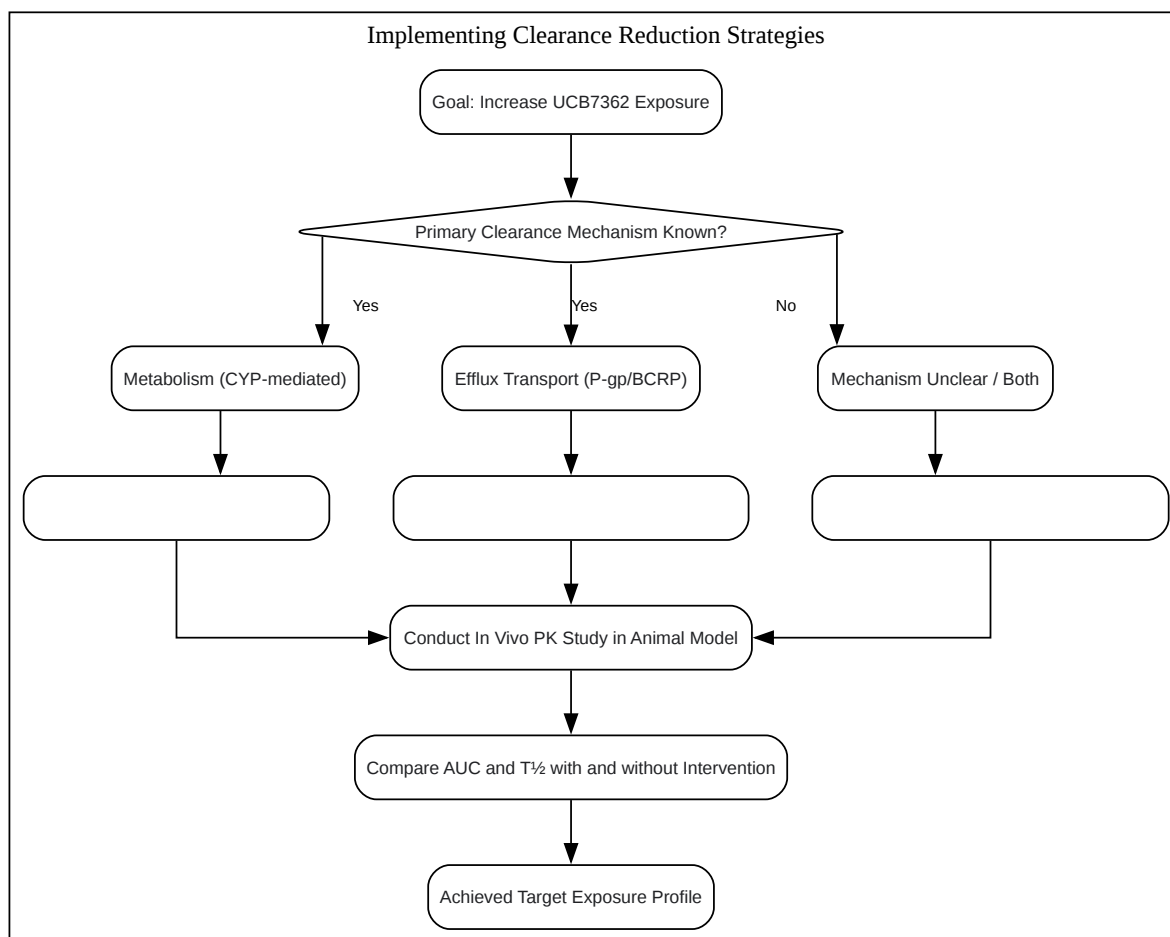 Implementing Clearance Reduction Strategies
Goal: Increase UCB7362 Exposure
Primary Clearance Mechanism Known?
Yes
Yes
No
Metabolism (CYP-mediated)
Efflux Transport (P-gp/BCRP)
Mechanism Unclear / Both
Conduct In Vivo PK Study in Animal Model
Compare AUC and T½ with and without Intervention
Achieved Target Exposure Profile